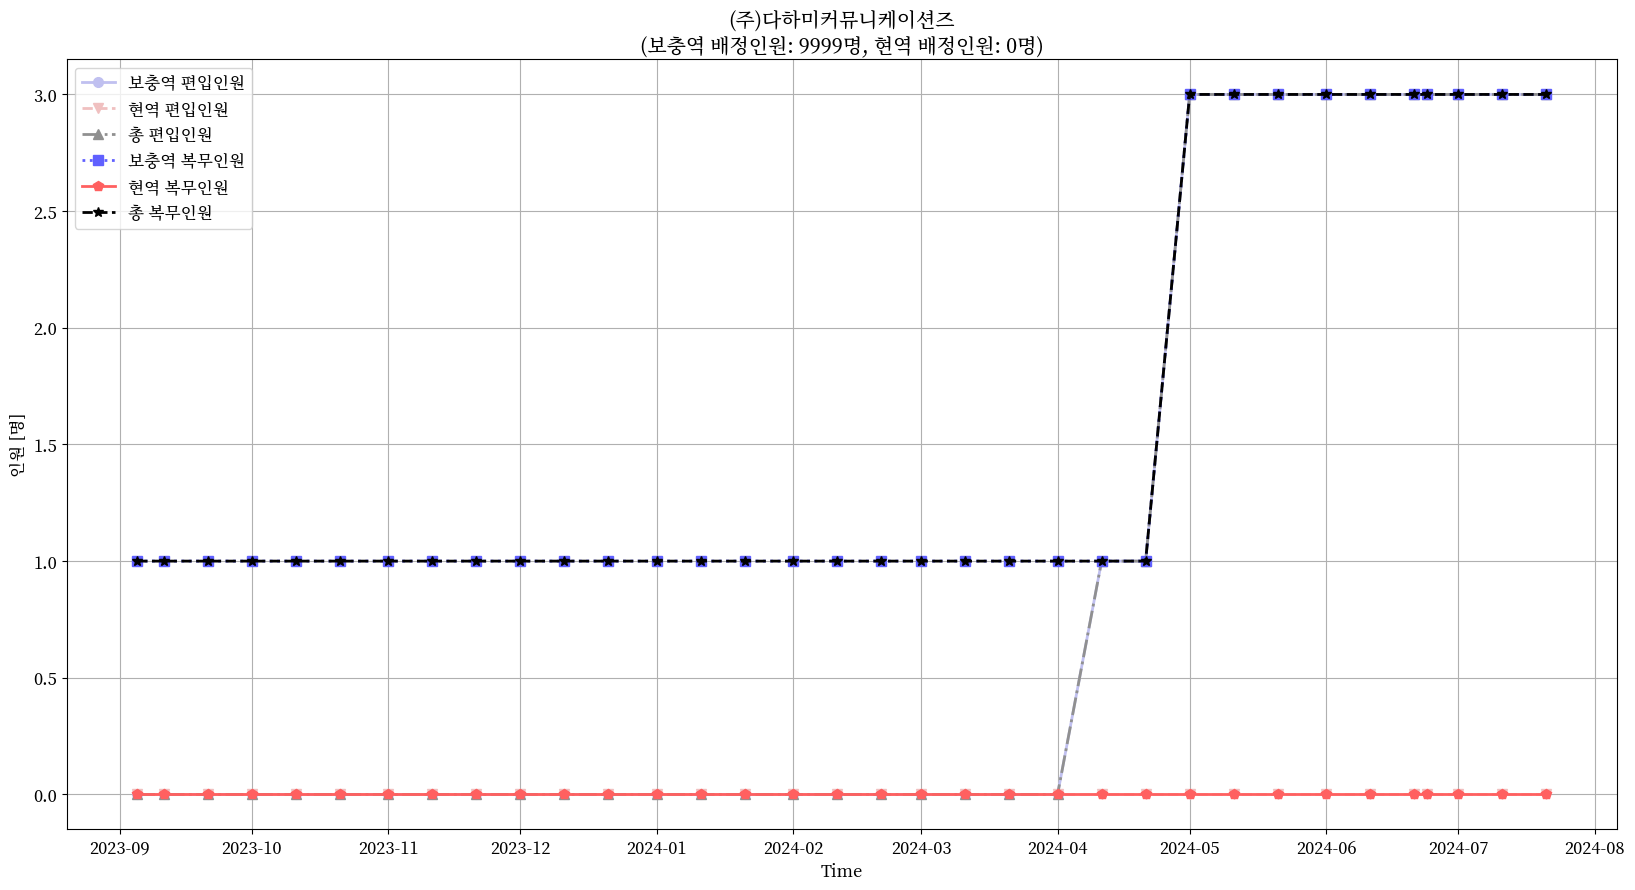 (주)다하미커뮤니케이션즈
(보충역 배정인원: 9999명, 현역 배정인원: 0명)
보충역 편입인원
현역 편입인원
총 편입인원
보충역 복무인원
현역 복무인원
총 복무인원
인원 [명]
3.0
2.5
2.0
1.5
1.0
0.5
0.0
2023-09 2023-10 2023-11 2023-12 2024-01 2024-02 2024-03 2024-04 2024-05 2024-06 2024-07 2024-08
Time